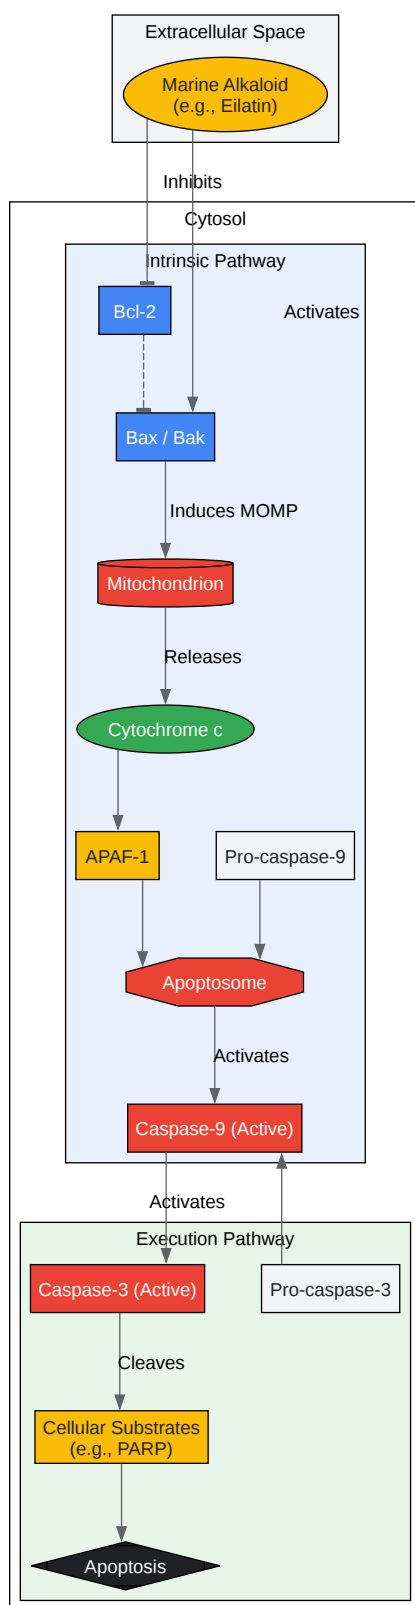 Extracellular Space
Marine Alkaloid
(e.g., Eilatin)
Inhibits
Cytosol
Intrinsic Pathway
Bcl-2
Activates
Bax / Bak
Induces MOMP
Mitochondrion
Releases
Cytochrome c
APAF-1
Pro-caspase-9
Apoptosome
Activates
Caspase-9 (Active)
Activates
Execution Pathway
Caspase-3 (Active)
Pro-caspase-3
Cleaves
Cellular Substrates
(e.g., PARP)
Apoptosis